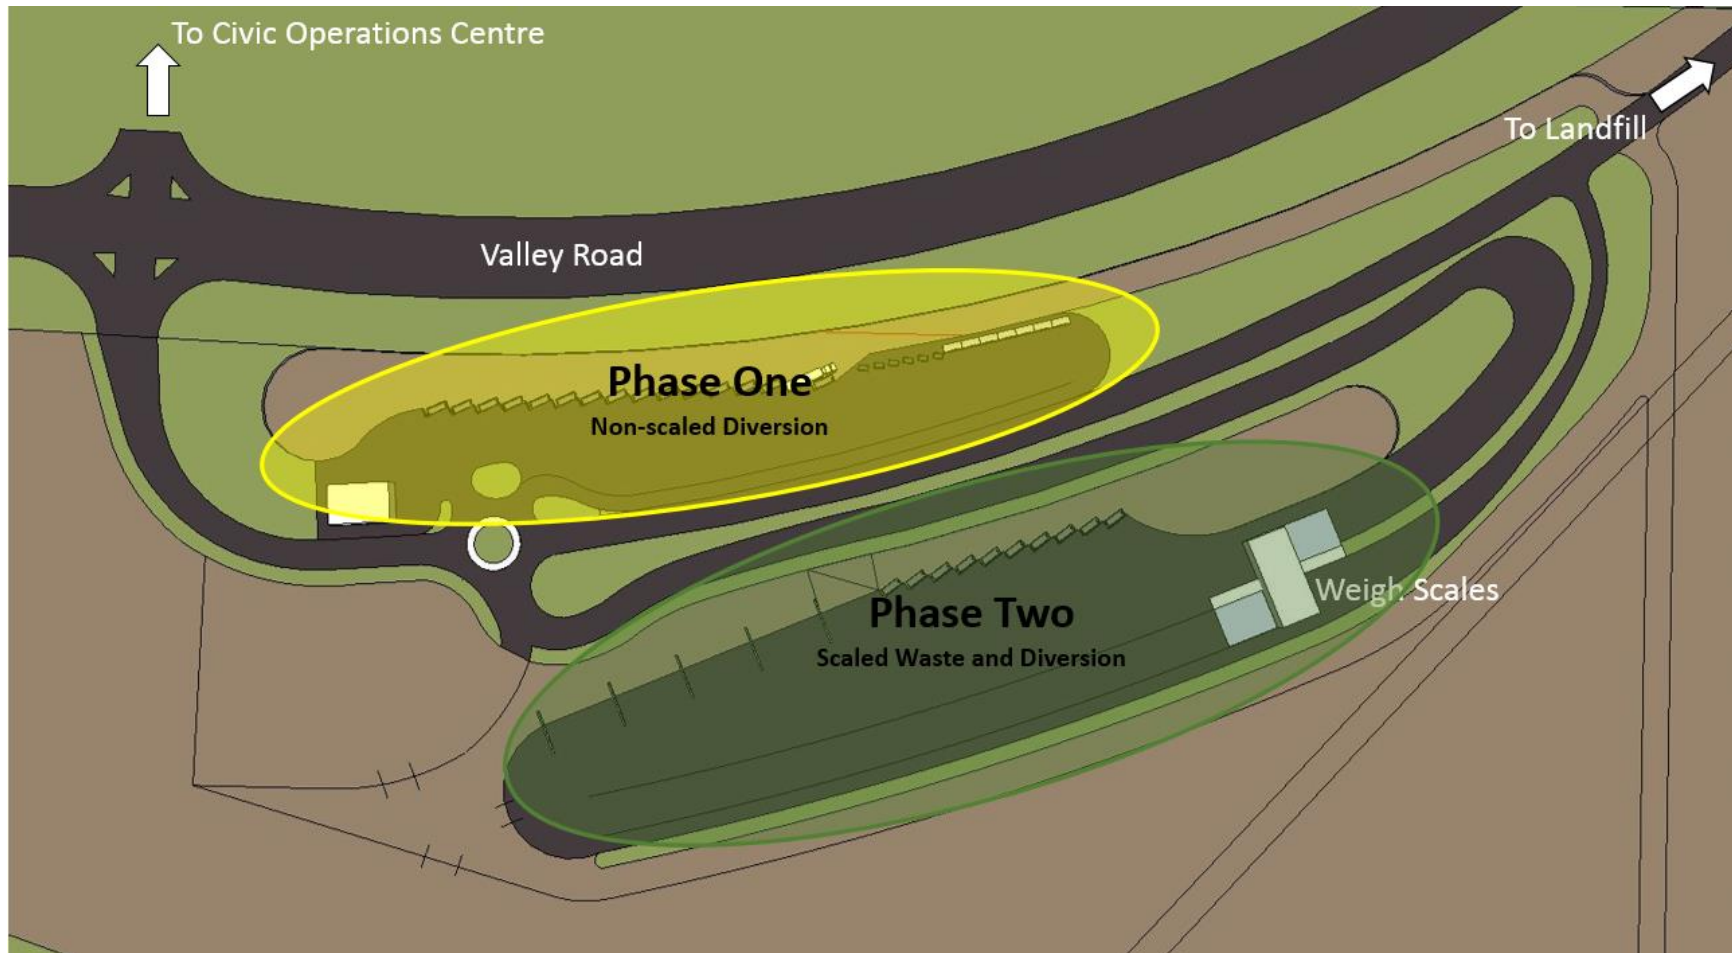 To Civic Operations Centre
To Landfill
Valley Road
Phase One
Non-scaled Diversion
Weigh Scales
Phase Two
Scaled Waste and Diversion